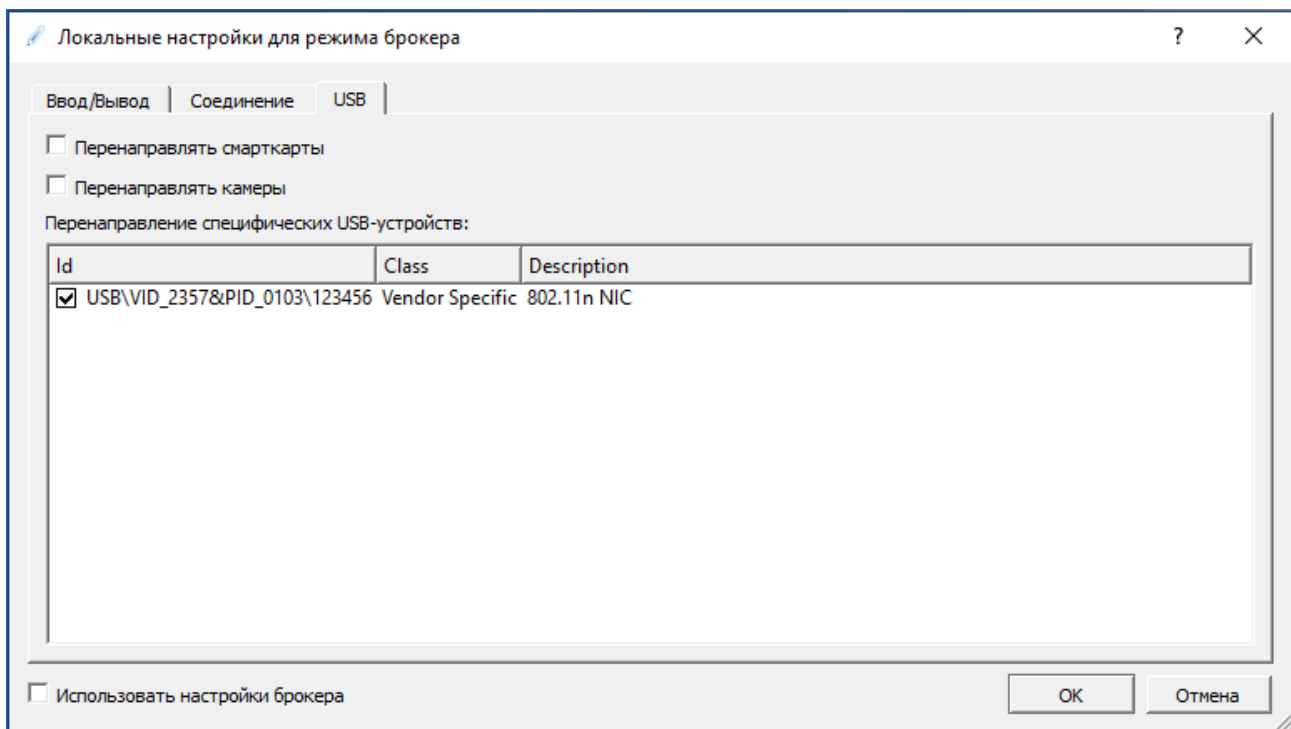 Локальные настройки для режима брокера ?
Ввод/Вывод Соединение USB
Перенаправлять смарткарты
Перенаправлять камеры
Перенаправление специфических USB-устройств:
Id Class Description
USB\VID_2357&PID_0103\123456 Vendor Specific 802.11n NIC
Использовать настройки брокера OK Отмена